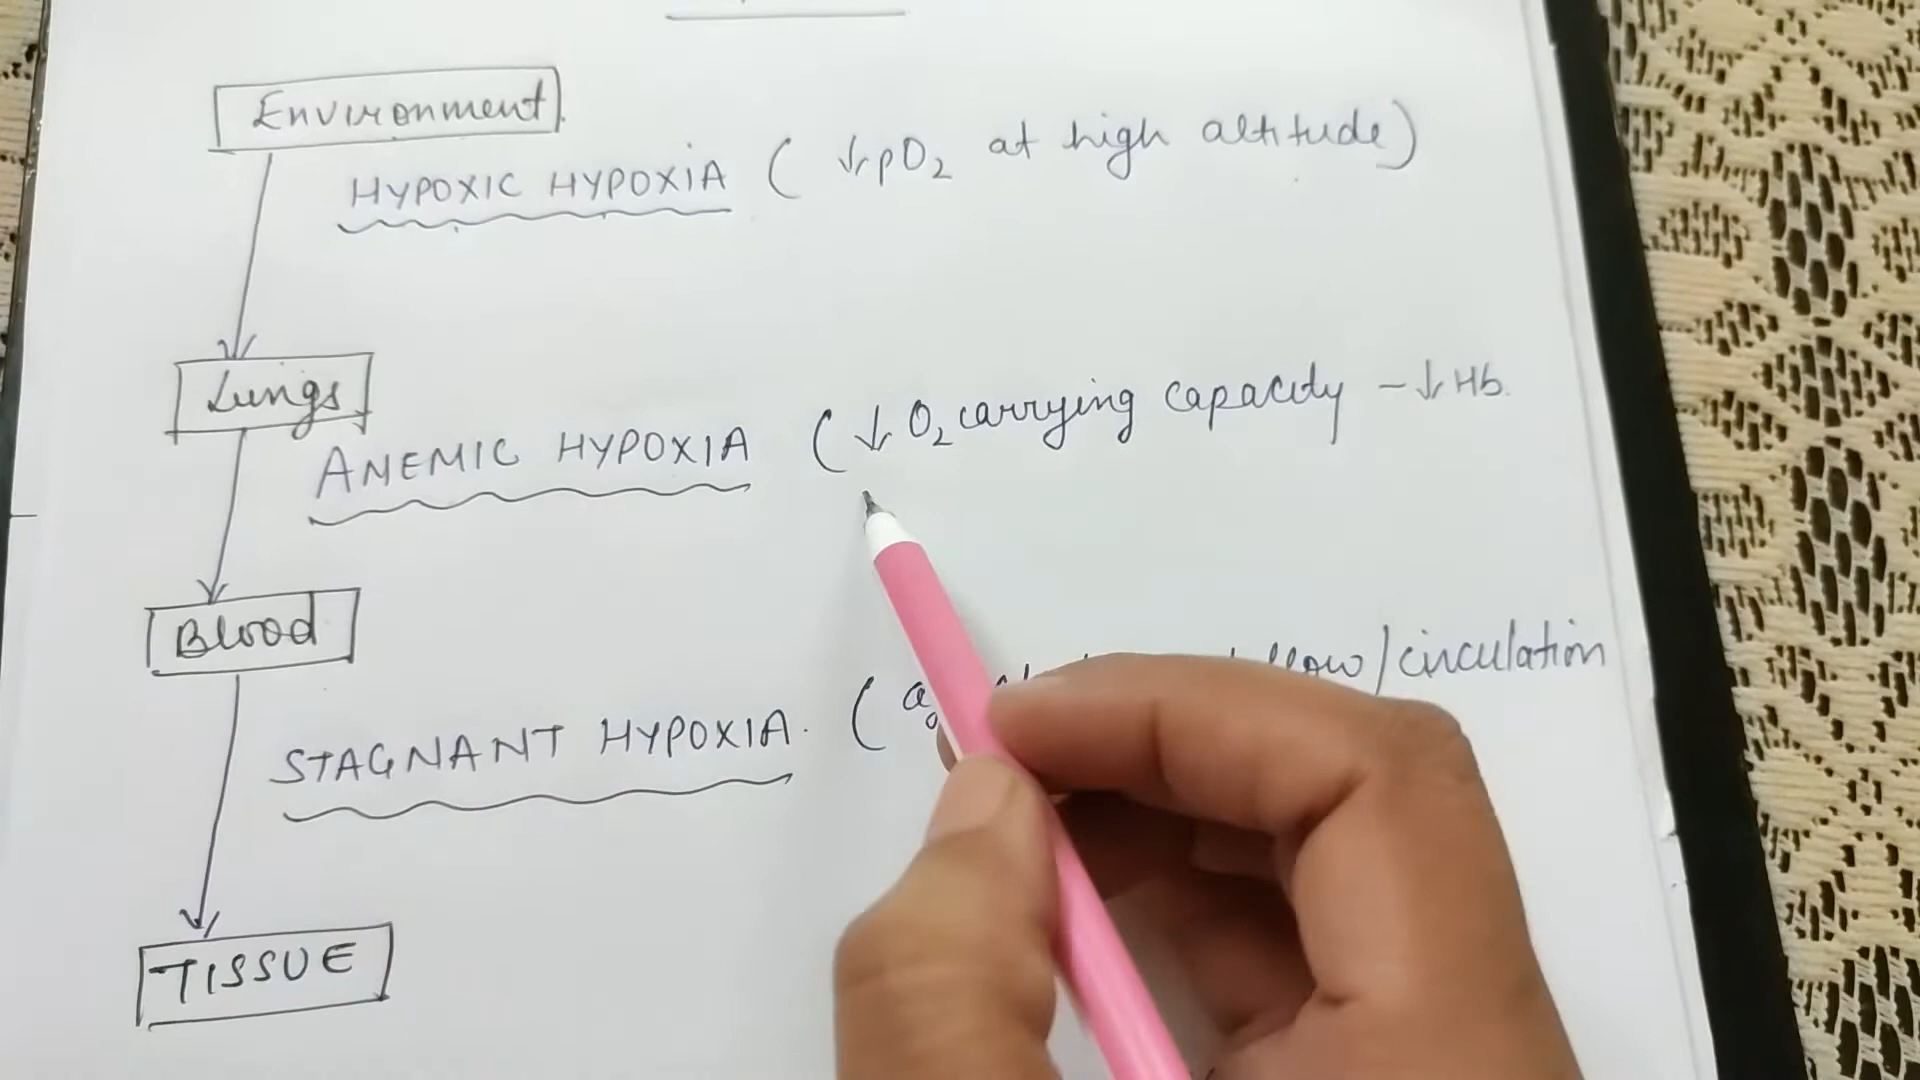 Environment
HYPOXIC HYPOXIA ( ↓pO2 at high altitude)
Lungs
ANEMIC HYPOXIA ( ↓ O2 carrying capacity - ↓ Hb.
Blood
STAGNANT HYPOXIA. ( /circulation
TISSUE